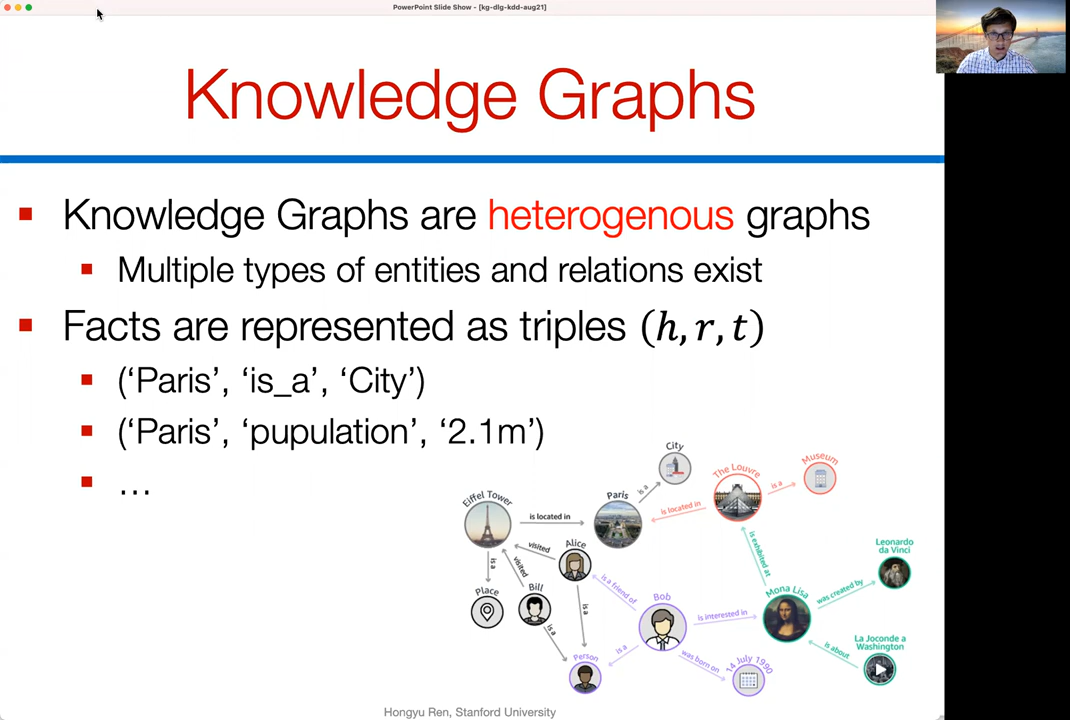 PowerPoint Slide Show - [kg-dlg-kdd-aug21]
Knowledge Graphs
Knowledge Graphs are heterogenous graphs
Multiple types of entities and relations exist
Facts are represented as triples (h, r, t)
(‘Paris’, ‘is_a’, ‘City’)
(‘Paris’, ‘pupulation’, ‘2.1m’)
…
City
is a
The Louvre
is a
Museum
Eiffel Tower
is located in
Paris
is located in
visited
Alice
is exhibited at
Leonardo
da Vinci
is a
visited
is a friend of
Place
Bill
is a
Bob
is interested in
Mona Lisa
was created by
is a
Person
is a
was born on
14 July 1990
is about
La Joconde a
Washington
Hongyu Ren, Stanford University